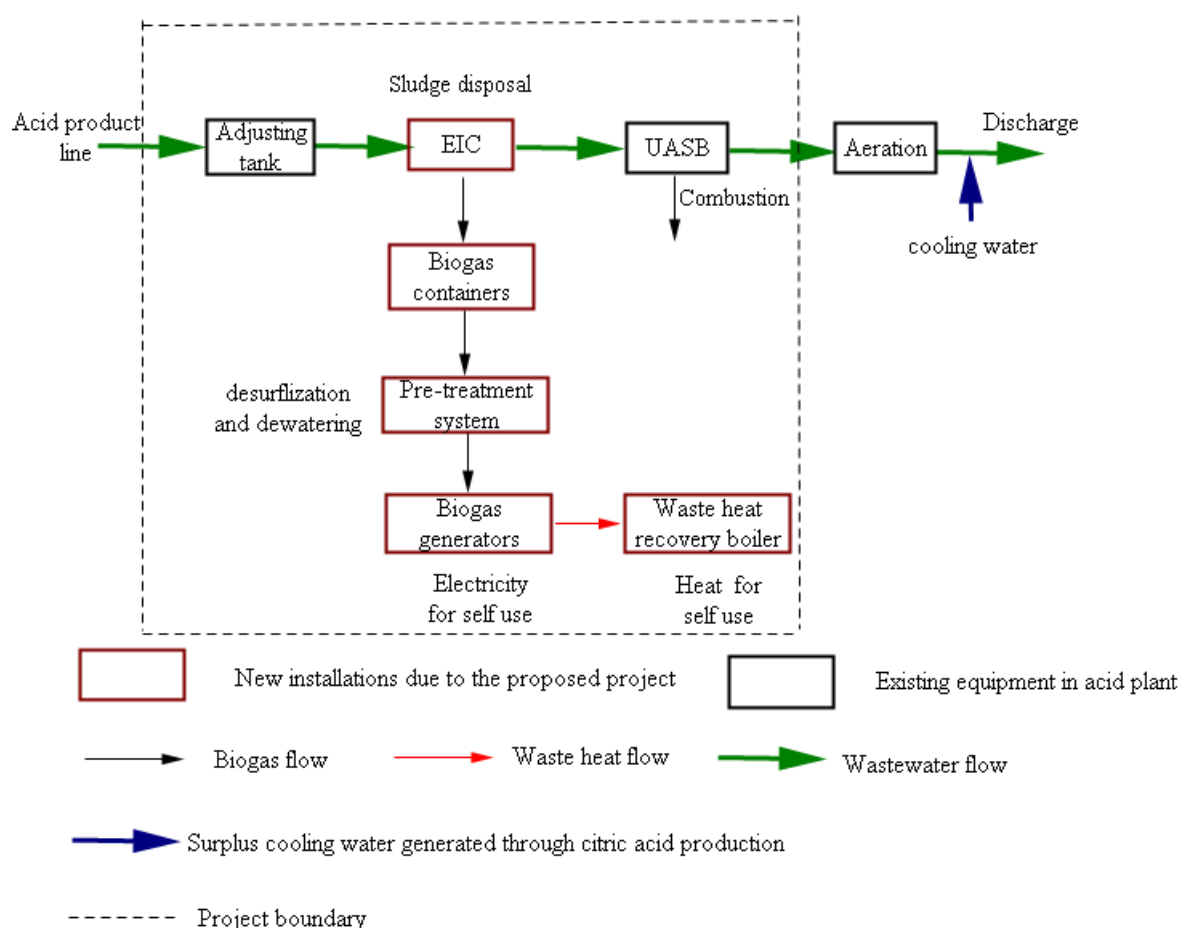 Sludge disposal
Acid product
line
Adjusting
tank
EIC
UASB
Aeration
Discharge
Combustion
cooling water
Biogas
containers
desurflization
and dewatering
Pre-treatment
system
Biogas
generators
Waste heat
recovery boiler
Electricity
for self use
Heat for
self use
New installations due to the proposed project
Existing equipment in acid plant
Biogas flow
Waste heat flow
Wastewater flow
Surplus cooling water generated through citric acid production
Project boundary